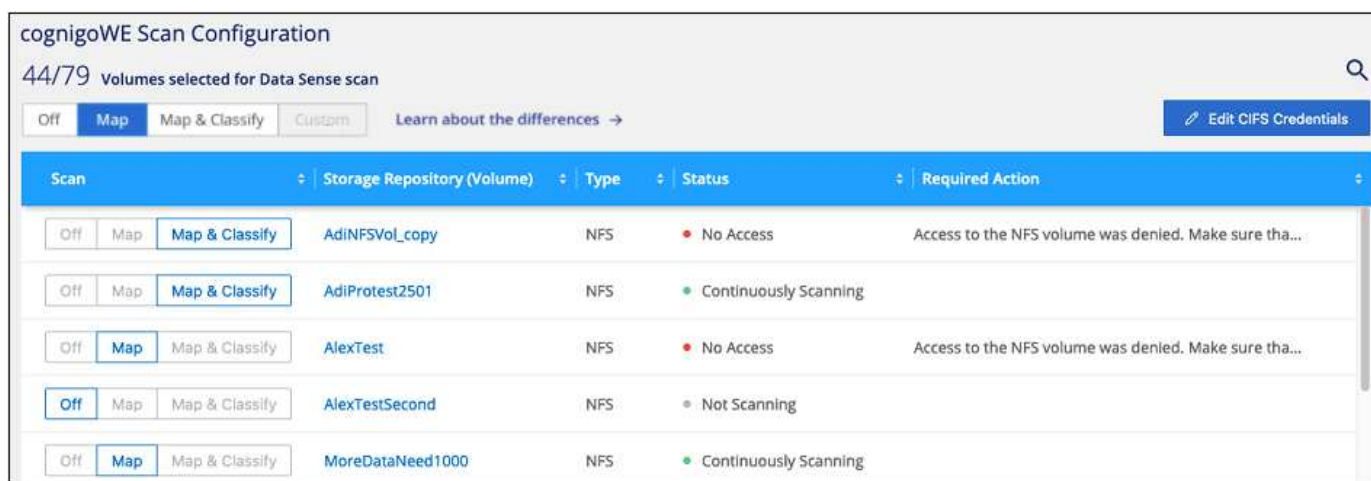 cognigoWE Scan Configuration
44/79 Volumes selected for Data Sense scan
Off Map Map & Classify Custom Learn about the differences → Edit CIFS Credentials
Scan Storage Repository (Volume) Type Status Required Action
Off Map Map & Classify AdiNFSVol_copy NFS No Access Access to the NFS volume was denied. Make sure tha...
Off Map Map & Classify AdiProtest2501 NFS Continuously Scanning
Off Map Map & Classify AlexTest NFS No Access Access to the NFS volume was denied. Make sure tha...
Off Map Map & Classify AlexTestSecond NFS Not Scanning
Off Map Map & Classify MoreDataNeed1000 NFS Continuously Scanning